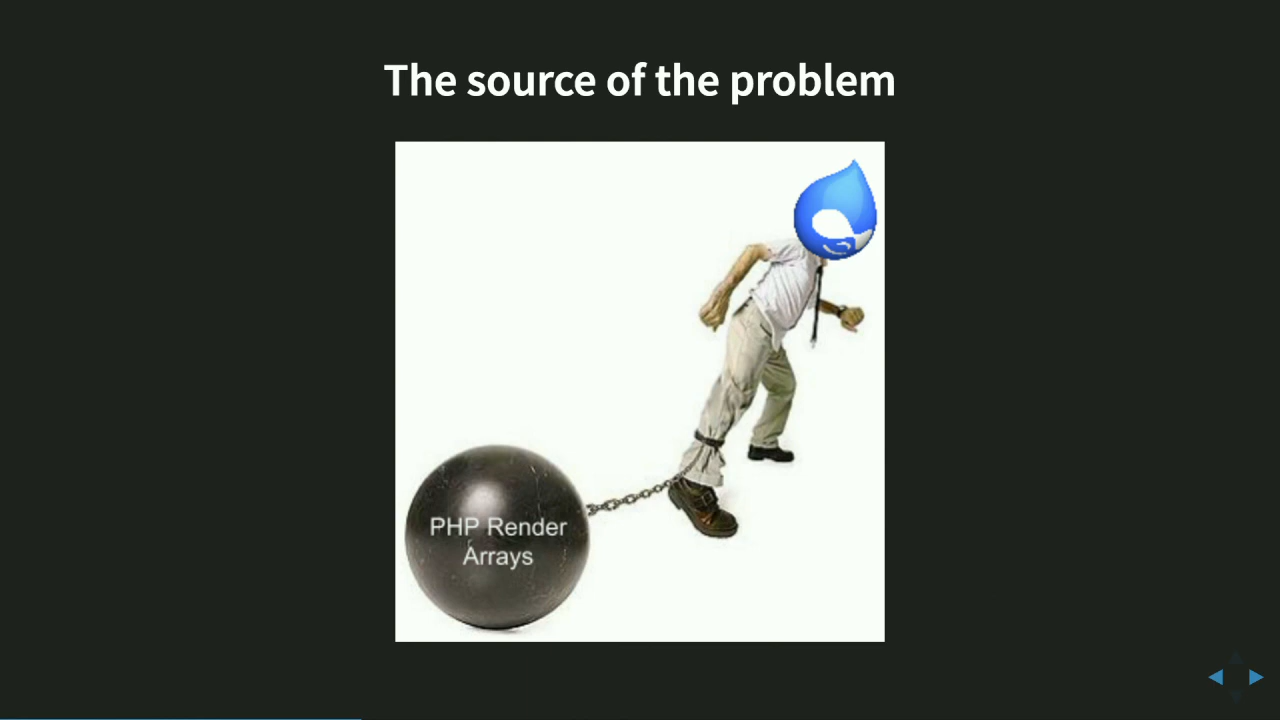 The source of the problem
PHP Render
Arrays